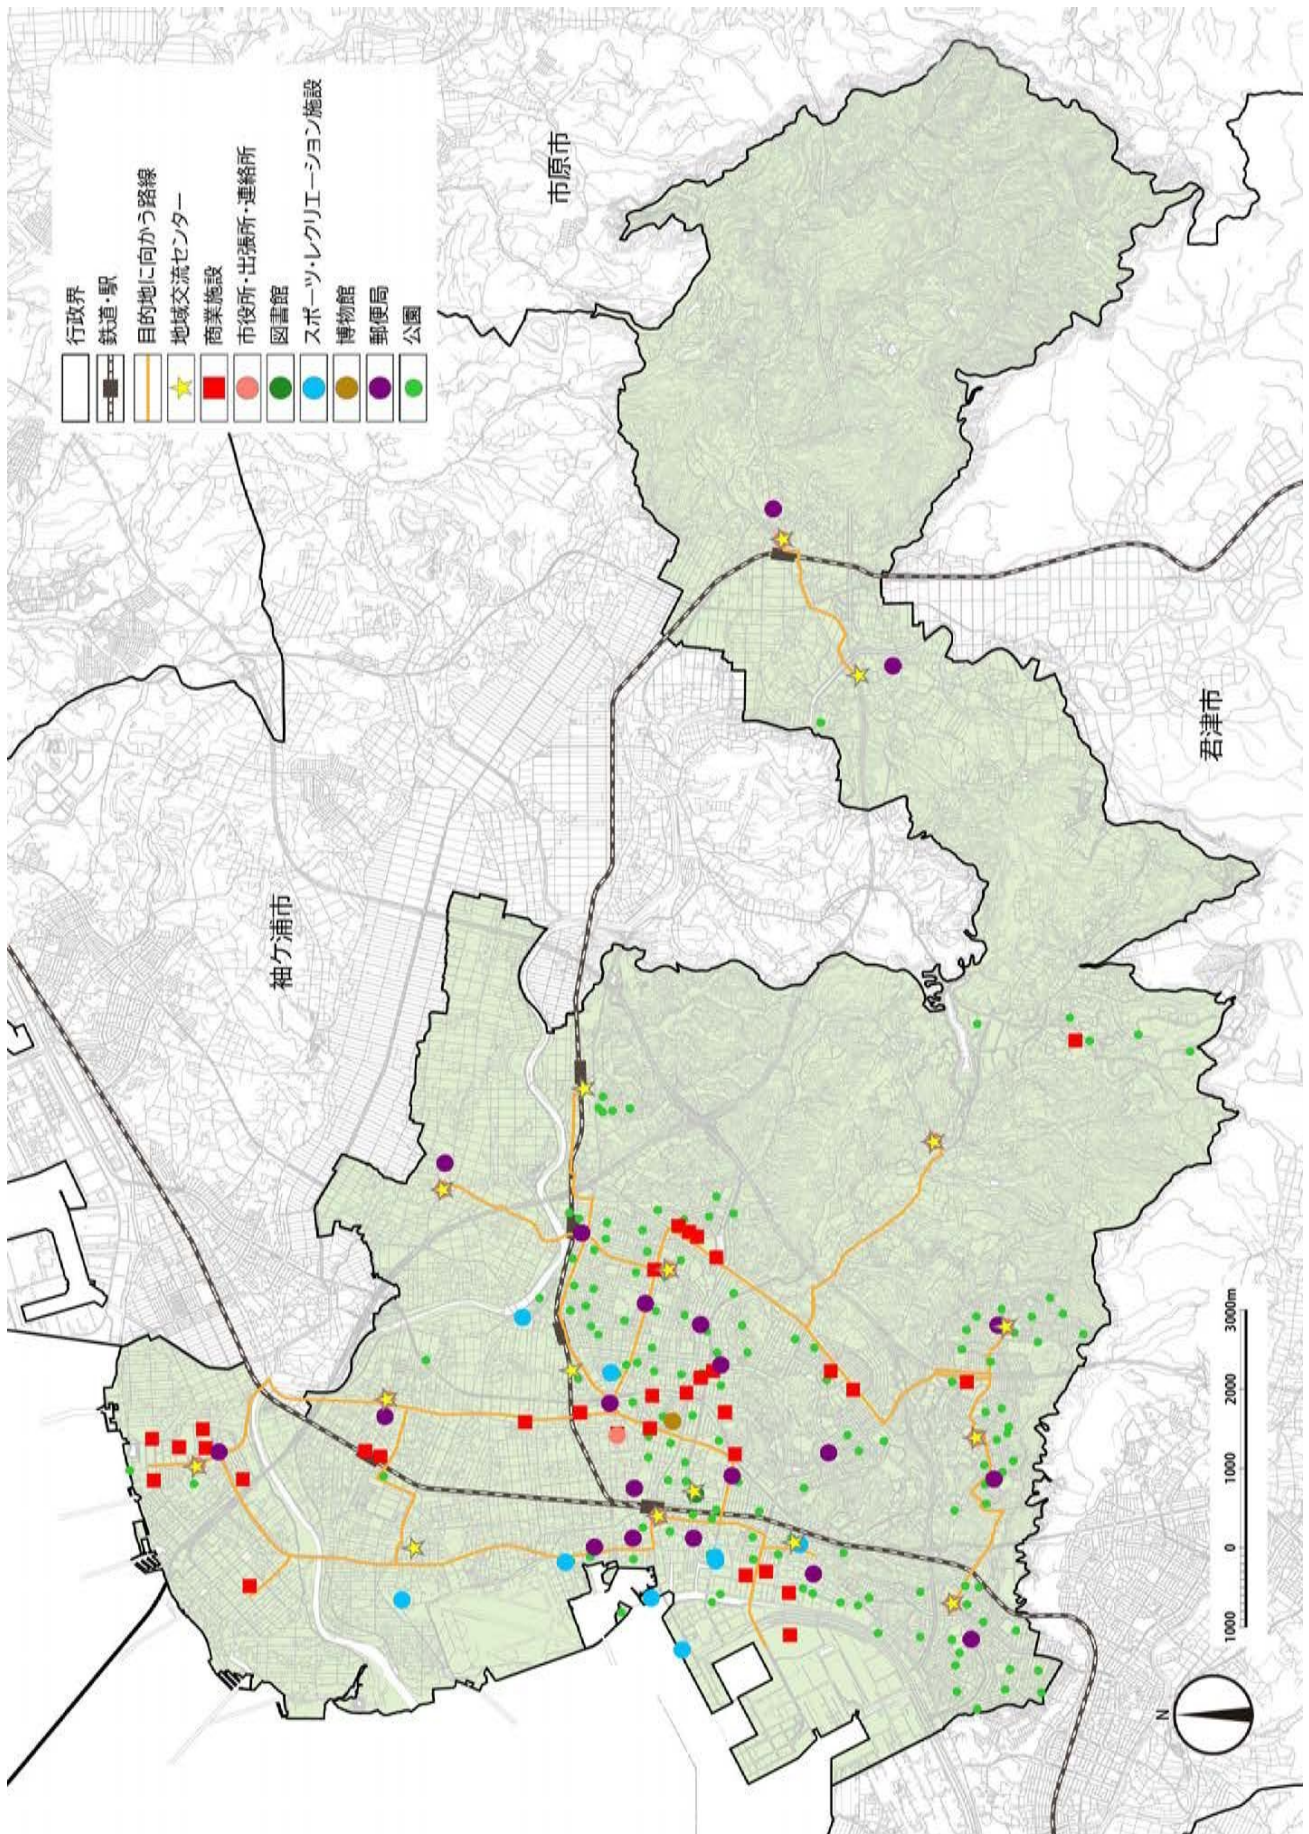 行政界
鉄道・駅
目的地に向かう路線
地域交流センター
商業施設
市役所・出張所・連絡所
図書館
スポーツ・レクリエーション施設
博物館
郵便局
公園
市原市
袖ケ浦市
君津市
N
1000 0 1000 2000 3000m